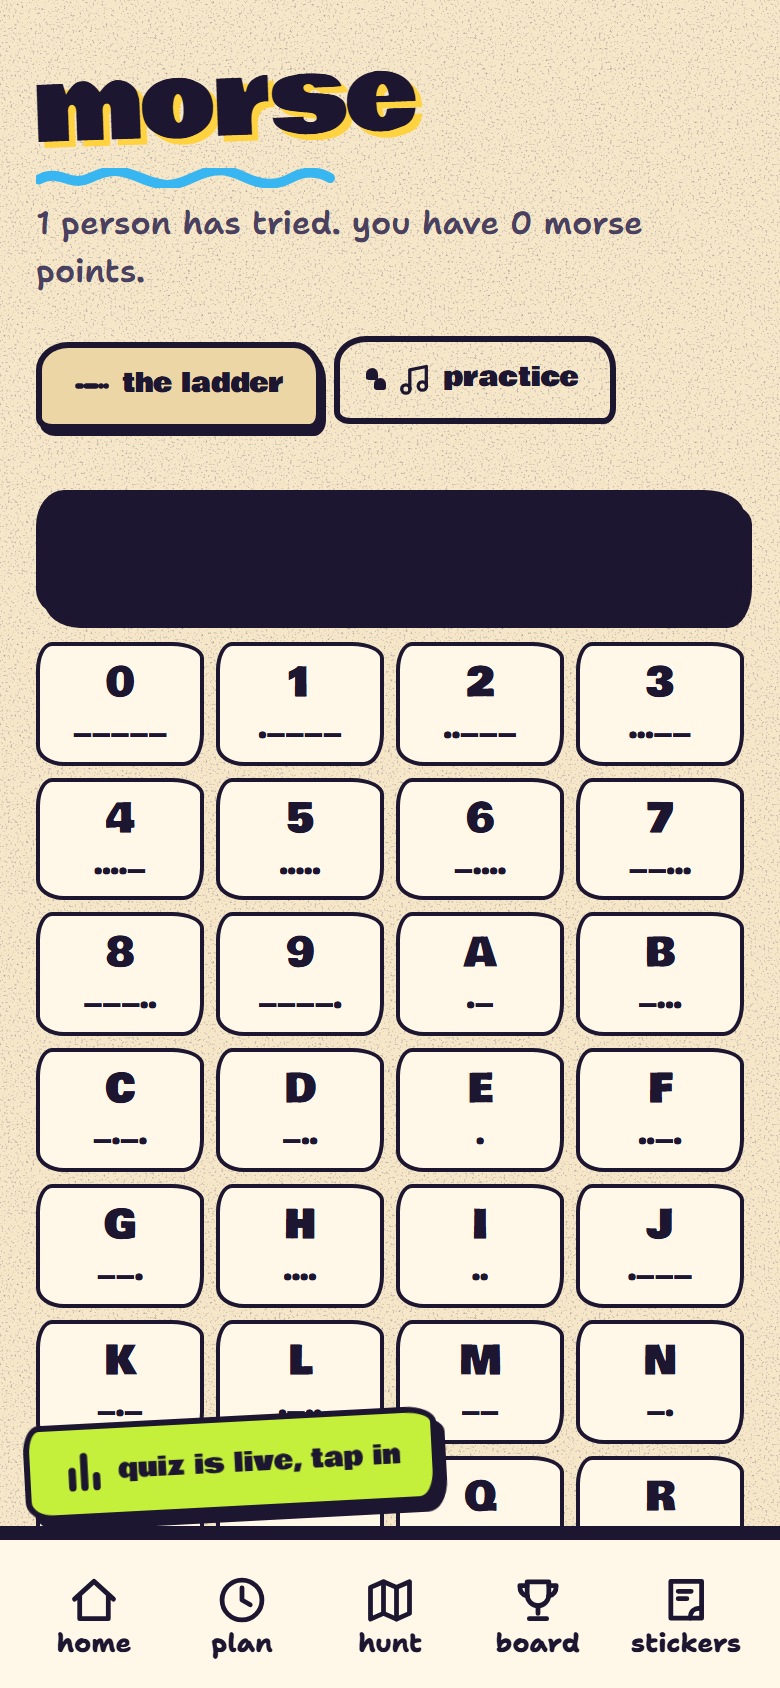 morse
1 person has tried. you have 0 morse
points.
the ladder
practice
0 1 2 3
————— •———— ••——— •••——
4 5 6 7
••••— ••••• —•••• ——•••
8 9 A B
———•• ————• •— —•••
C D E F
—•—• —•• • ••—•
G H I J
——• •••• •• •———
K L M N
—•— •—•• —— —•
Q R
quiz is live, tap in
home plan hunt board stickers